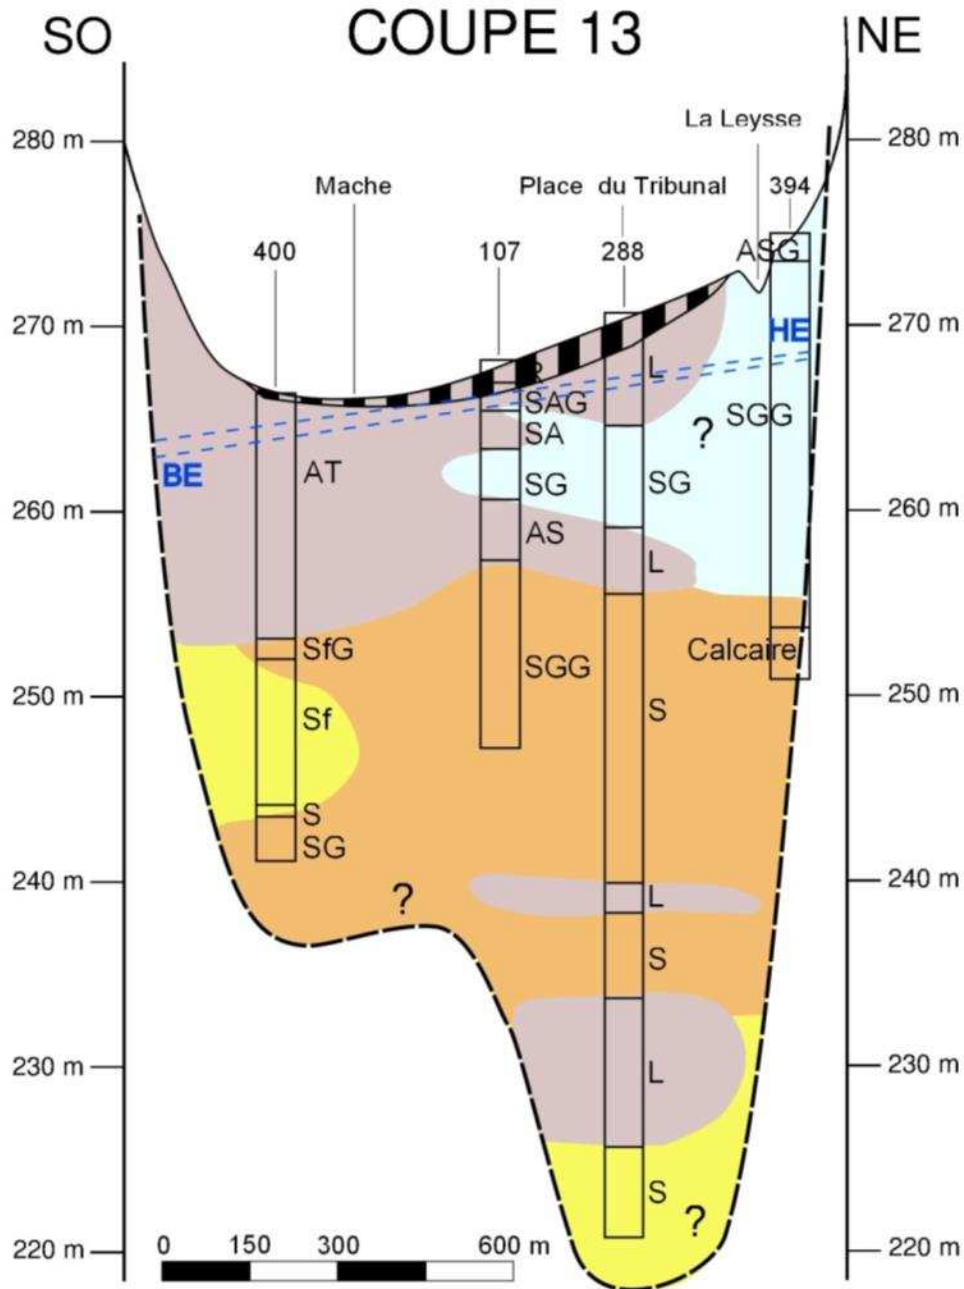 SO COUPE 13 NE
La Leysse
280 m 280 m
Mache Place du Tribunal 394
400 107 288 ASG
270 m HE 270 m
L
R
SAG SGG
SA ?
BE AT SG SG
260 m 260 m
AS L
SfG Calcaire
SGG
250 m S 250 m
Sf
S
SG
240 m ? L 240 m
S
230 m L 230 m
S ?
220 m 0 150 300 600 m 220 m